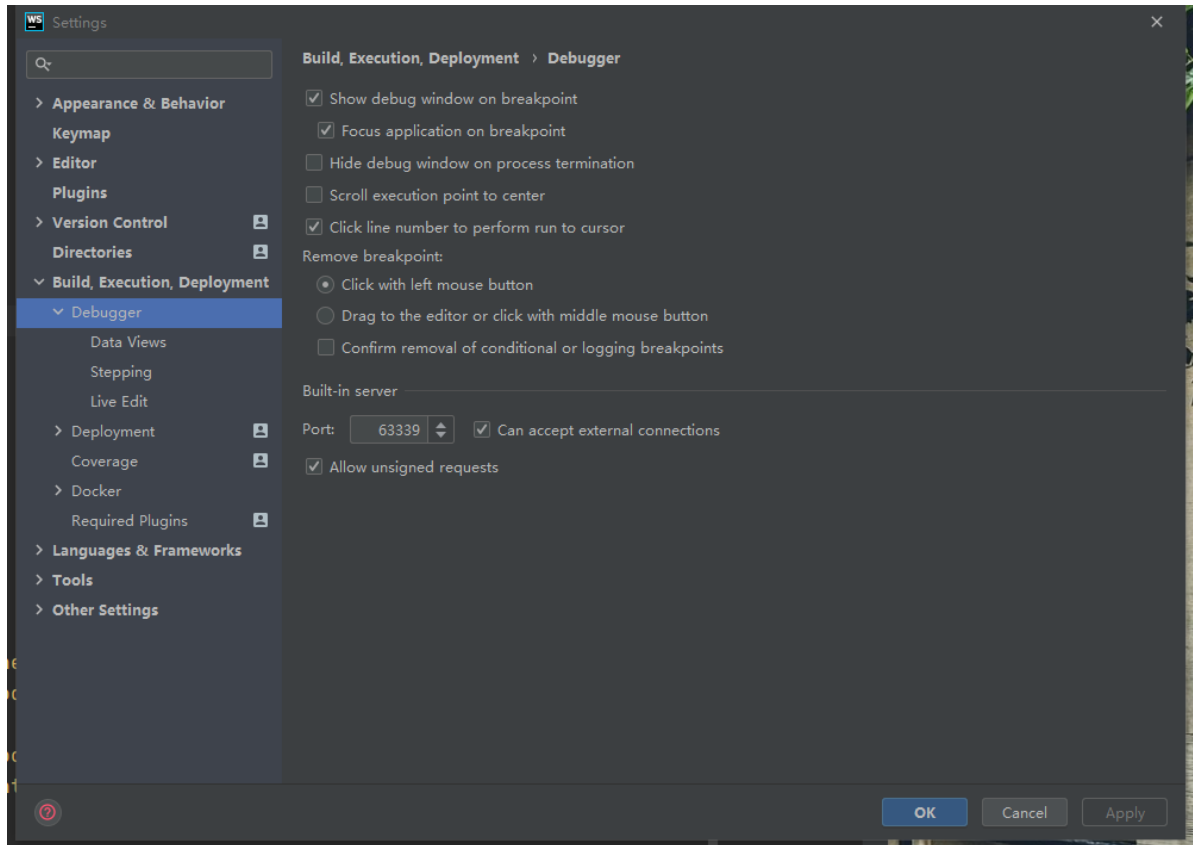 WS Settings
Build, Execution, Deployment › Debugger
Appearance & Behavior
Keymap
Editor
Plugins
Version Control
Directories
Build, Execution, Deployment
Debugger
Data Views
Stepping
Live Edit
Deployment
Coverage
Docker
Required Plugins
Languages & Frameworks
Tools
Other Settings
Show debug window on breakpoint
Focus application on breakpoint
Hide debug window on process termination
Scroll execution point to center
Click line number to perform run to cursor
Remove breakpoint:
Click with left mouse button
Drag to the editor or click with middle mouse button
Confirm removal of conditional or logging breakpoints
Built-in server
Port: 63339 Can accept external connections
Allow unsigned requests
OK Cancel Apply